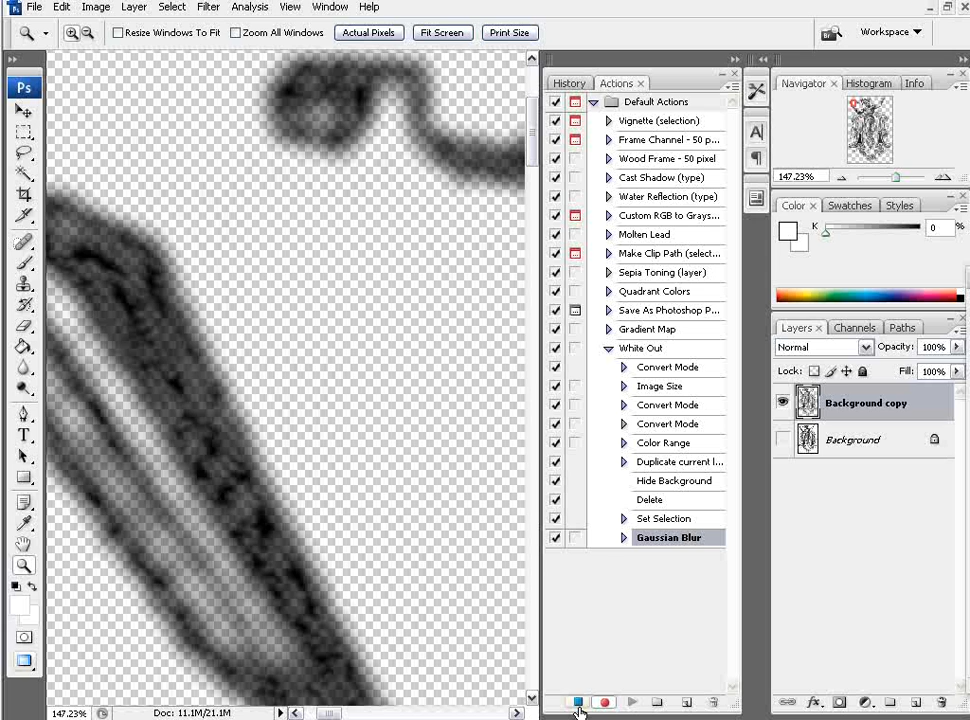 File Edit Image Layer Select Filter Analysis View Window Help
Resize Windows To Fit Zoom All Windows Actual Pixels Fit Screen Print Size Workspace
Ps
History Actions
Default Actions
Vignette (selection)
Frame Channel - 50 p...
Wood Frame - 50 pixel
Cast Shadow (type)
Water Reflection (type)
Custom RGB to Grays...
Molten Lead
Make Clip Path (select...
Sepia Toning (layer)
Quadrant Colors
Save As Photoshop P...
Gradient Map
White Out
Convert Mode
Image Size
Convert Mode
Convert Mode
Color Range
Duplicate current l...
Hide Background
Delete
Set Selection
Gaussian Blur
Navigator Histogram Info
147.23%
Color Swatches Styles
K 0 %
Layers Channels Paths
Normal Opacity: 100%
Lock: Fill: 100%
Background copy
Background
147.23% Doc: 11.1M/21.1M